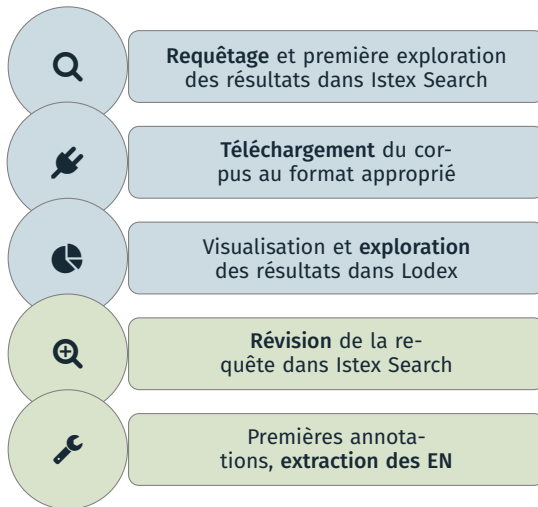 Requêtage et première exploration
des résultats dans Istex Search
Téléchargement du cor-
pus au format approprié
Visualisation et exploration
des résultats dans Lodex
Révision de la re-
quête dans Istex Search
Premières annota-
tions, extraction des EN